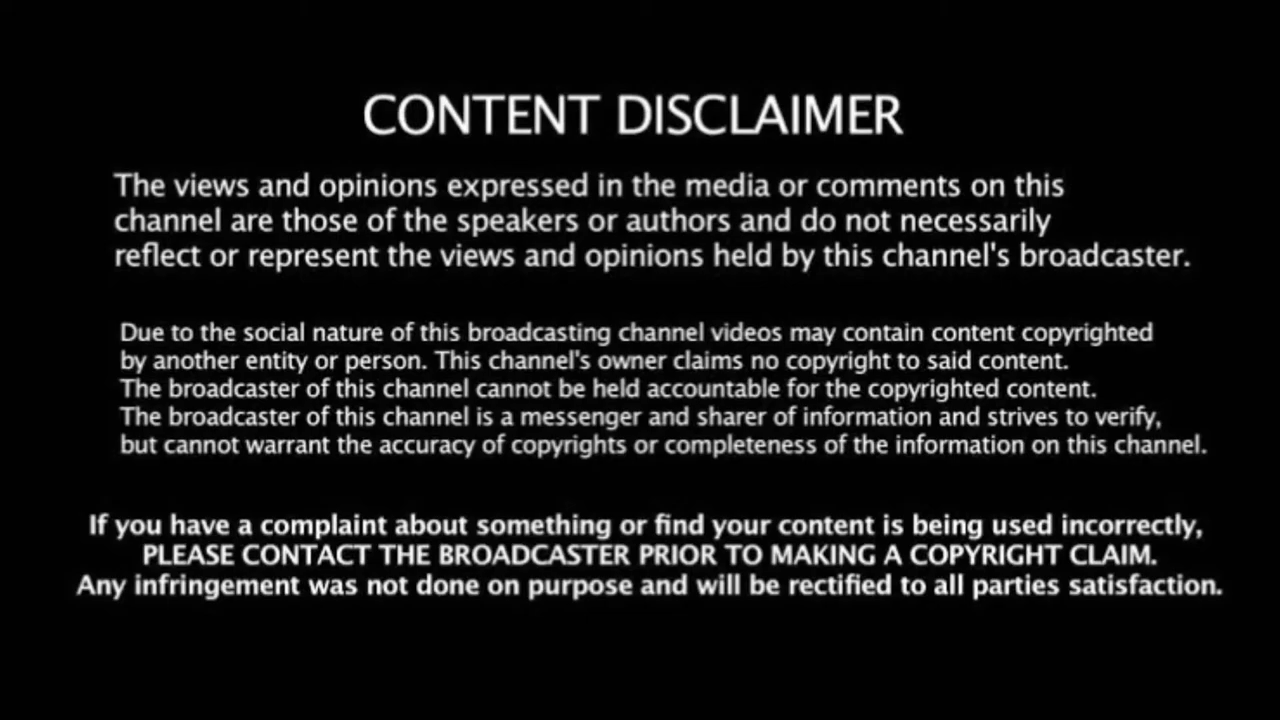 CONTENT DISCLAIMER
The views and opinions expressed in the media or comments on this
channel are those of the speakers or authors and do not necessarily
reflect or represent the views and opinions held by this channel's broadcaster.
Due to the social nature of this broadcasting channel videos may contain content copyrighted
by another entity or person. This channel's owner claims no copyright to said content.
The broadcaster of this channel cannot be held accountable for the copyrighted content.
The broadcaster of this channel is a messenger and sharer of information and strives to verify,
but cannot warrant the accuracy of copyrights or completeness of the information on this channel.
If you have a complaint about something or find your content is being used incorrectly,
PLEASE CONTACT THE BROADCASTER PRIOR TO MAKING A COPYRIGHT CLAIM.
Any infringement was not done on purpose and will be rectified to all parties satisfaction.